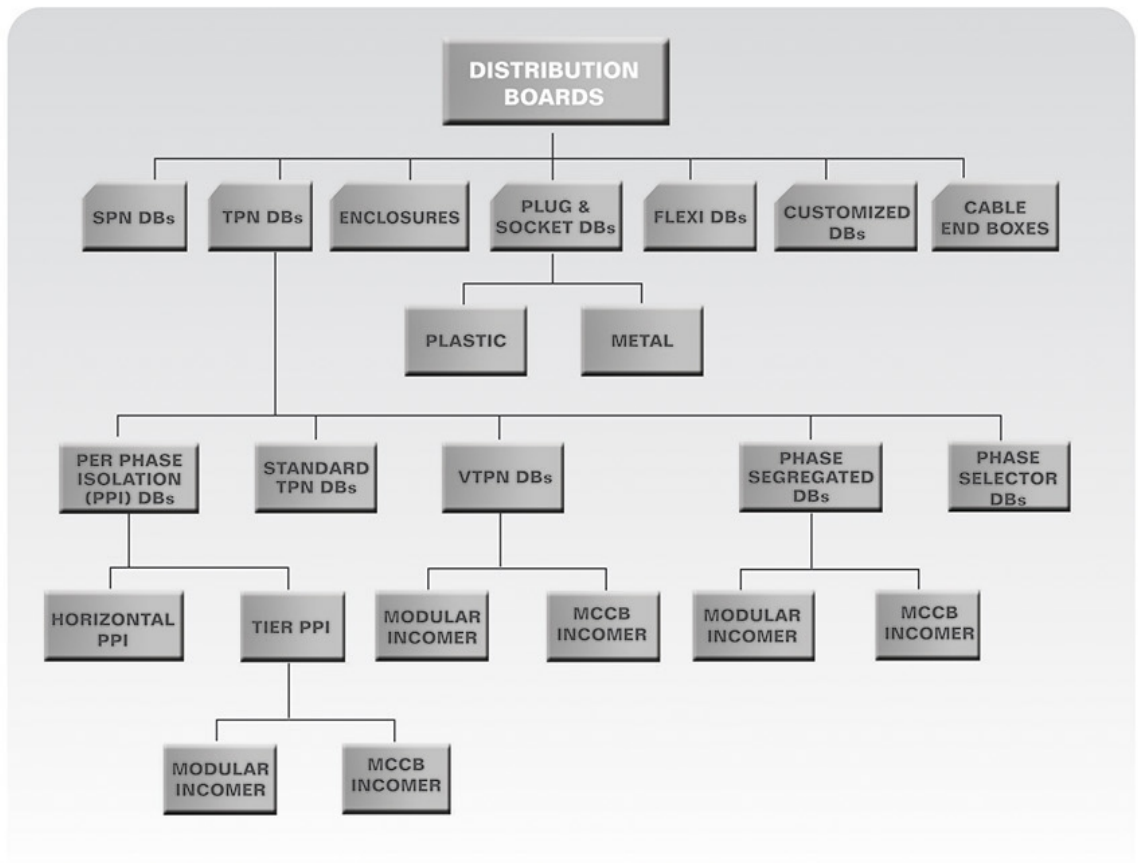 DISTRIBUTION
BOARDS
SPN DBs
TPN DBs
ENCLOSURES
PLUG &
SOCKET DBs
FLEXI DBs
CUSTOMIZED
DBs
CABLE
END BOXES
PLASTIC
METAL
PER PHASE
ISOLATION
(PPI) DBs
STANDARD
TPN DBs
VTPN DBs
PHASE
SEGREGATED
DBs
PHASE
SELECTOR
DBs
HORIZONTAL
PPI
TIER PPI
MODULAR
INCOMER
MCCB
INCOMER
MODULAR
INCOMER
MCCB
INCOMER
MODULAR
INCOMER
MCCB
INCOMER